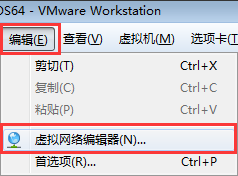 OS64 - VMware Workstation
编辑(E) 查看(V) 虚拟机(M) 选项卡(T
剪切(T) Ctrl+X
复制(C) Ctrl+C
粘贴(P) Ctrl+V
虚拟网络编辑器(N)...
首选项(R)... Ctrl+P